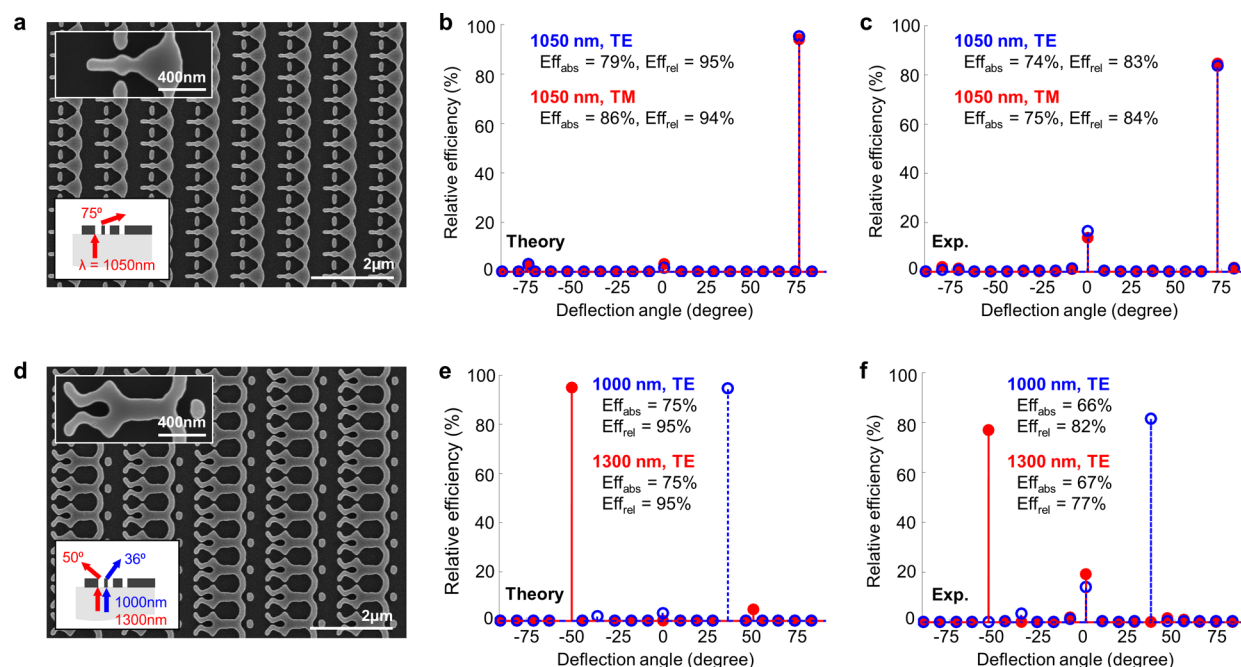 a
400nm
75º
λ = 1050nm
2µm
b
Relative efficiency (%)
100
80
60
40
20
0
1050 nm, TE
Effabs = 79%, Effrel = 95%
1050 nm, TM
Effabs = 86%, Effrel = 94%
Theory
-75 -50 -25 0 25 50 75
Deflection angle (degree)
c
Relative efficiency (%)
100
80
60
40
20
0
1050 nm, TE
Effabs = 74%, Effrel = 83%
1050 nm, TM
Effabs = 75%, Effrel = 84%
Exp.
-75 -50 -25 0 25 50 75
Deflection angle (degree)
d
400nm
50º 36º
1000nm
1300nm
2µm
e
Relative efficiency (%)
100
80
60
40
20
0
1000 nm, TE
Effabs = 75%
Effrel = 95%
1300 nm, TE
Effabs = 75%
Effrel = 95%
Theory
-75 -50 -25 0 25 50 75
Deflection angle (degree)
f
Relative efficiency (%)
100
80
60
40
20
0
1000 nm, TE
Effabs = 66%
Effrel = 82%
1300 nm, TE
Effabs = 67%
Effrel = 77%
Exp.
-75 -50 -25 0 25 50 75
Deflection angle (degree)